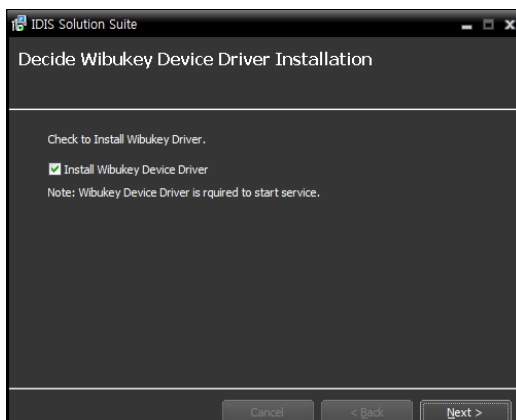 IDIS Solution Suite
Decide Wibukey Device Driver Installation
Check to Install Wibukey Driver.
Install Wibukey Device Driver
Note: Wibukey Device Driver is rquired to start service.
Cancel < Back Next >